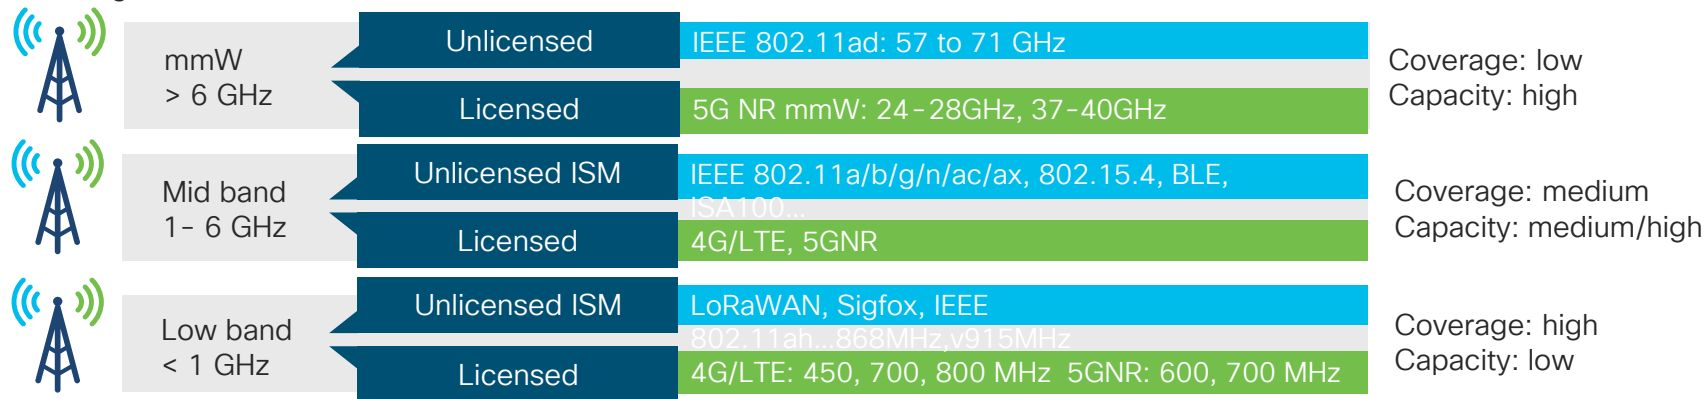 mmW
> 6 GHz
Unlicensed
IEEE 802.11ad: 57 to 71 GHz
Licensed
5G NR mmW: 24-28GHz, 37-40GHz
Coverage: low
Capacity: high
Mid band
1- 6 GHz
Unlicensed ISM
IEEE 802.11a/b/g/n/ac/ax, 802.15.4, BLE,
ISA100...
Licensed
4G/LTE, 5GNR
Coverage: medium
Capacity: medium/high
Low band
< 1 GHz
Unlicensed ISM
LoRaWAN, Sigfox, IEEE
802.11ah...868MHz,v915MHz
Licensed
4G/LTE: 450, 700, 800 MHz 5GNR: 600, 700 MHz
Coverage: high
Capacity: low